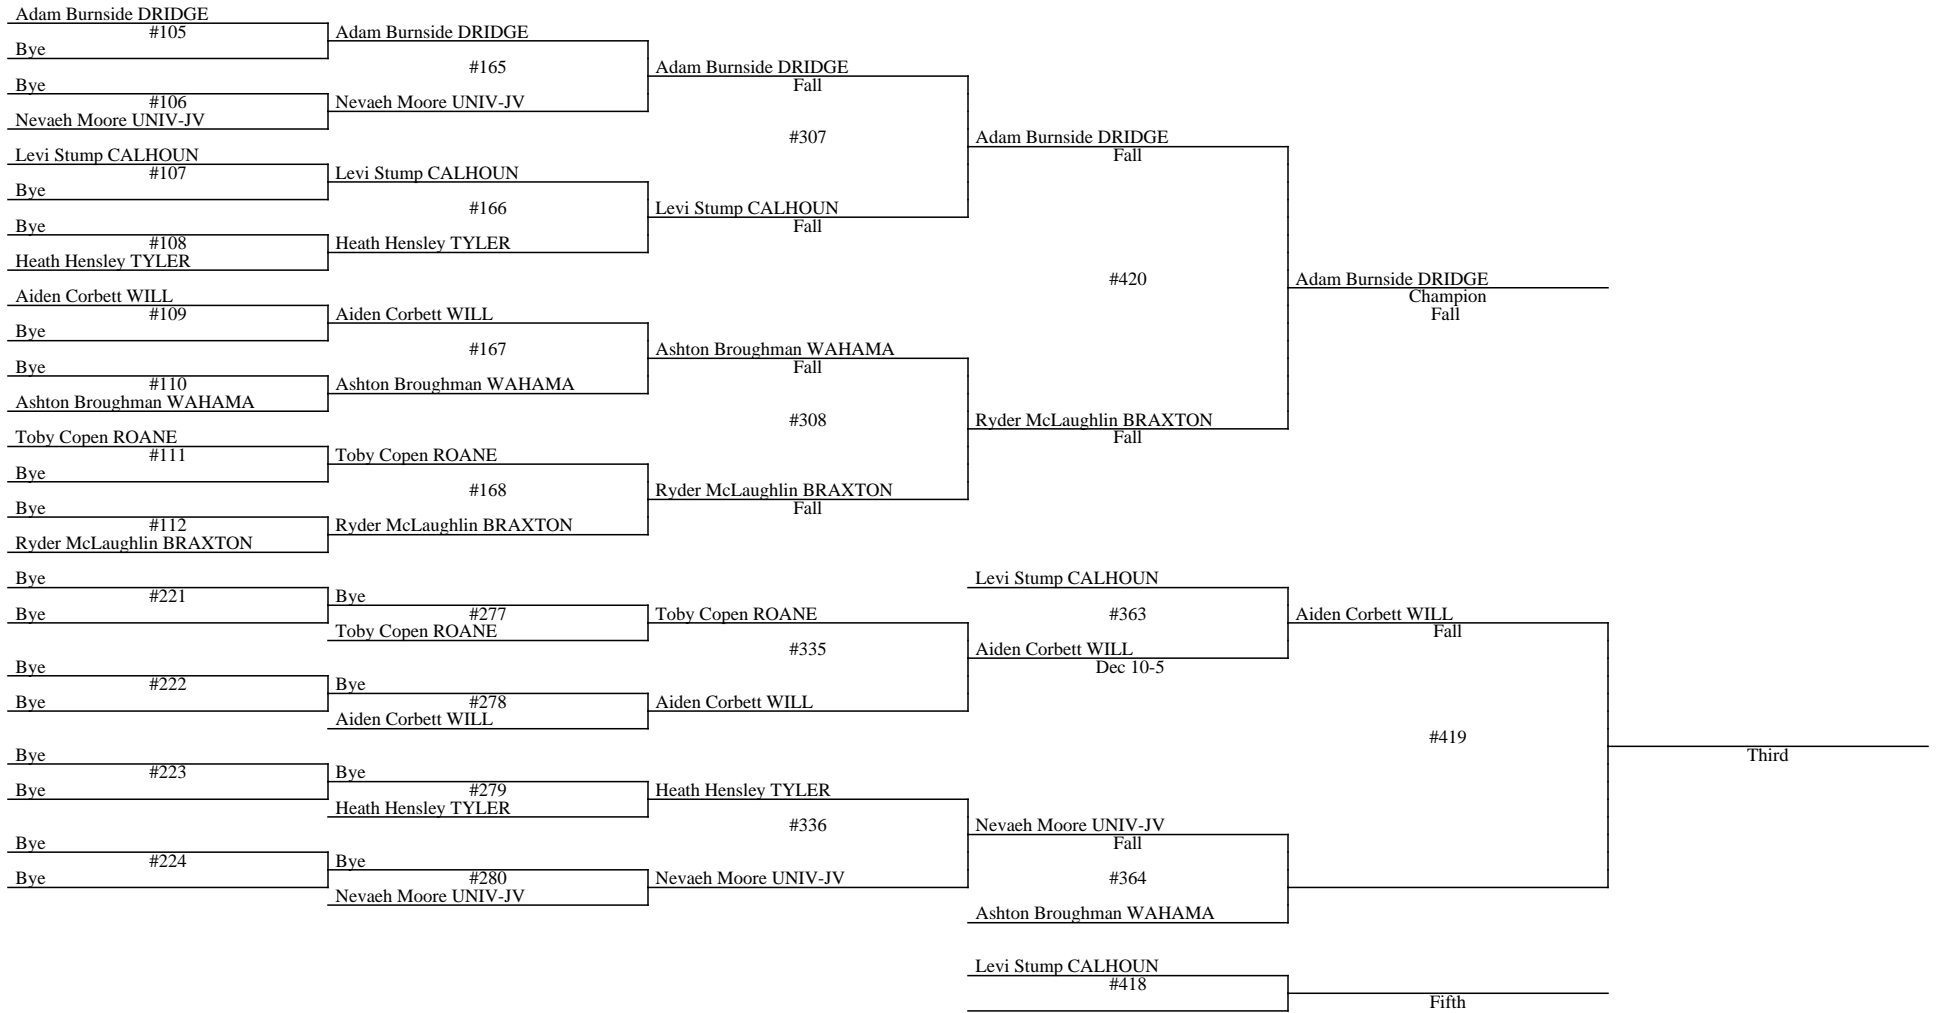 Adam Burnside DRIDGE
#105
Bye
Bye
#106
Nevaeh Moore UNIV-JV
Levi Stump CALHOUN
#107
Bye
Bye
#108
Heath Hensley TYLER
Aiden Corbett WILL
#109
Bye
Bye
#110
Ashton Broughman WAHAMA
Toby Copen ROANE
#111
Bye
Bye
#112
Ryder McLaughlin BRAXTON
Adam Burnside DRIDGE
#165
Nevaeh Moore UNIV-JV
Levi Stump CALHOUN
#166
Heath Hensley TYLER
Aiden Corbett WILL
#167
Ashton Broughman WAHAMA
Toby Copen ROANE
#168
Ryder McLaughlin BRAXTON
Adam Burnside DRIDGE
Fall
#307
Levi Stump CALHOUN
Fall
Ashton Broughman WAHAMA
Fall
#308
Ryder McLaughlin BRAXTON
Fall
Adam Burnside DRIDGE
Fall
#420
Ryder McLaughlin BRAXTON
Fall
Adam Burnside DRIDGE
Champion
Fall
Bye
#221
Bye
Bye
#222
Bye
Bye
#223
Bye
Bye
#224
Bye
Bye
#277
Toby Copen ROANE
Bye
#278
Aiden Corbett WILL
Bye
#279
Heath Hensley TYLER
Bye
#280
Nevaeh Moore UNIV-JV
Toby Copen ROANE
#335
Aiden Corbett WILL
Heath Hensley TYLER
#336
Nevaeh Moore UNIV-JV
Levi Stump CALHOUN
#363
Aiden Corbett WILL
Dec 10-5
Nevaeh Moore UNIV-JV
Fall
#364
Ashton Broughman WAHAMA
Aiden Corbett WILL
Fall
#419
Third
Levi Stump CALHOUN
#418
Fifth